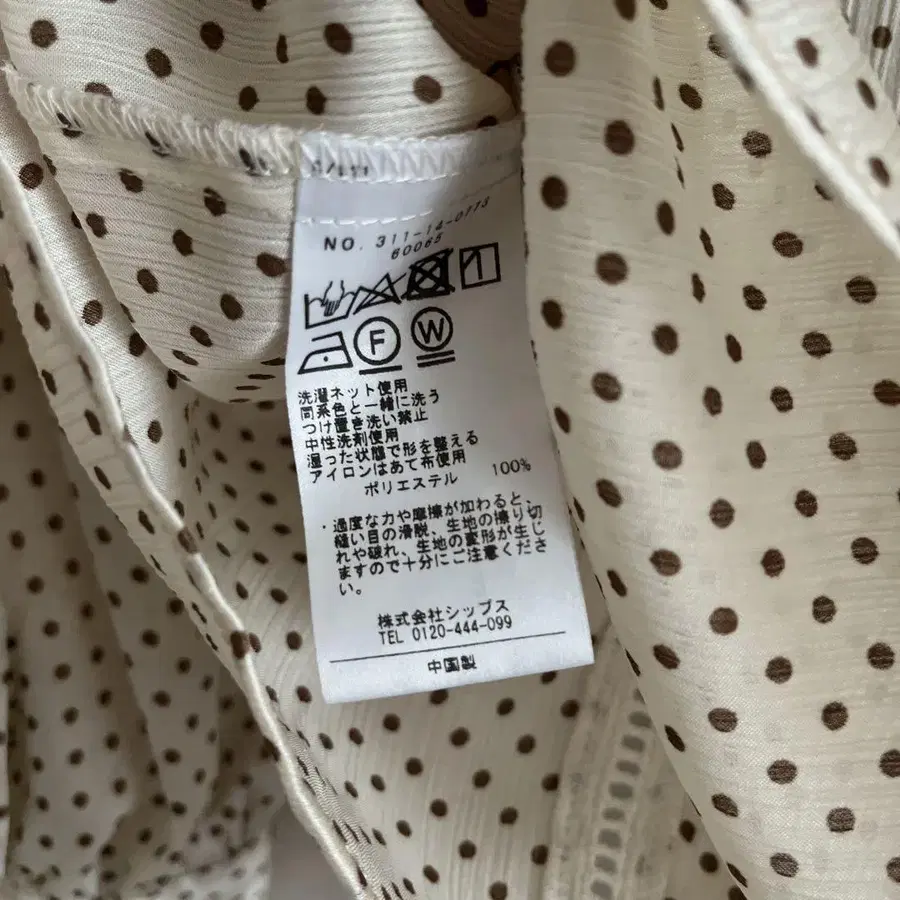 NO. 311-14-0773
60065
F W
洗濯ネット使用
同系色と一緒に洗う
つけ置き洗い禁止
中性洗剤使用
湿った状態で形を整える
アイロンはあて布使用
ポリエステル 100%
・過度な力や摩擦が加わると、
縫い目の滑脱、生地の擦り切
れや破れ、生地の変形が生じ
ますので十分にご注意くださ
い。
株式会社シップス
TEL 0120-444-099
中国製